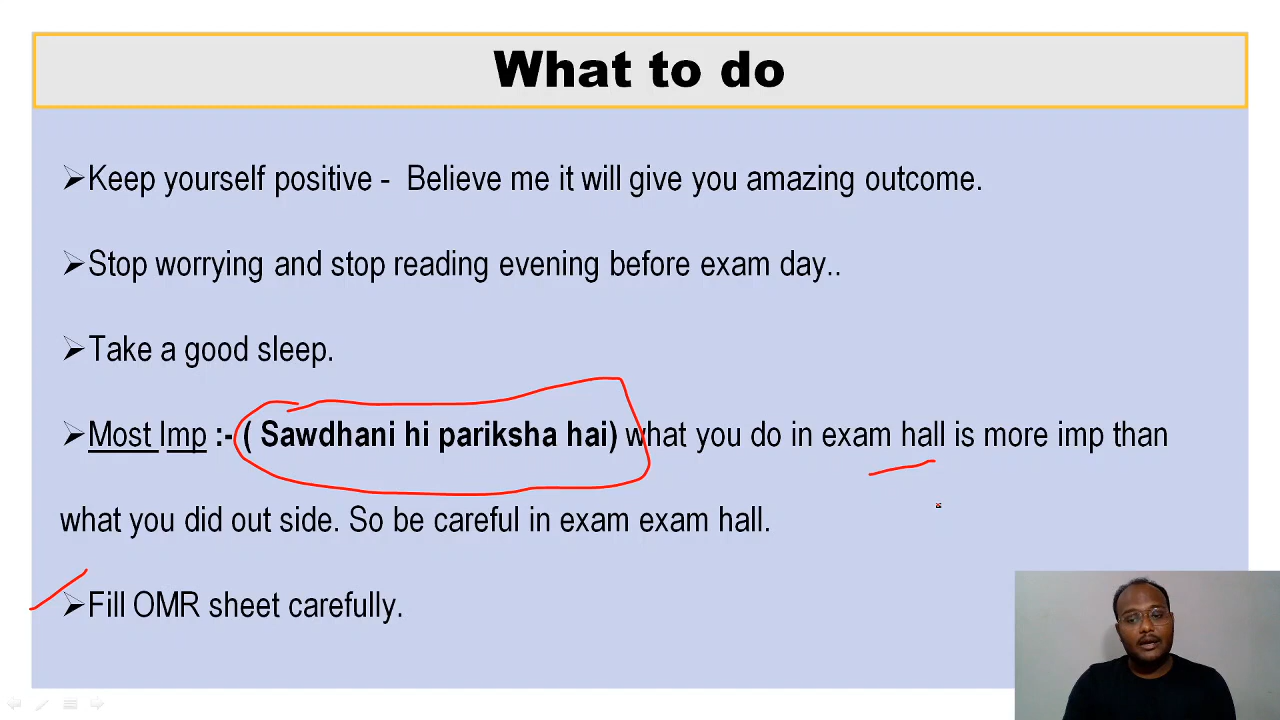 What to do
➢Keep yourself positive - Believe me it will give you amazing outcome.
➢Stop worrying and stop reading evening before exam day..
➢Take a good sleep.
➢Most Imp :- ( Sawdhani hi pariksha hai) what you do in exam hall is more imp than
what you did out side. So be careful in exam exam hall.
➢Fill OMR sheet carefully.